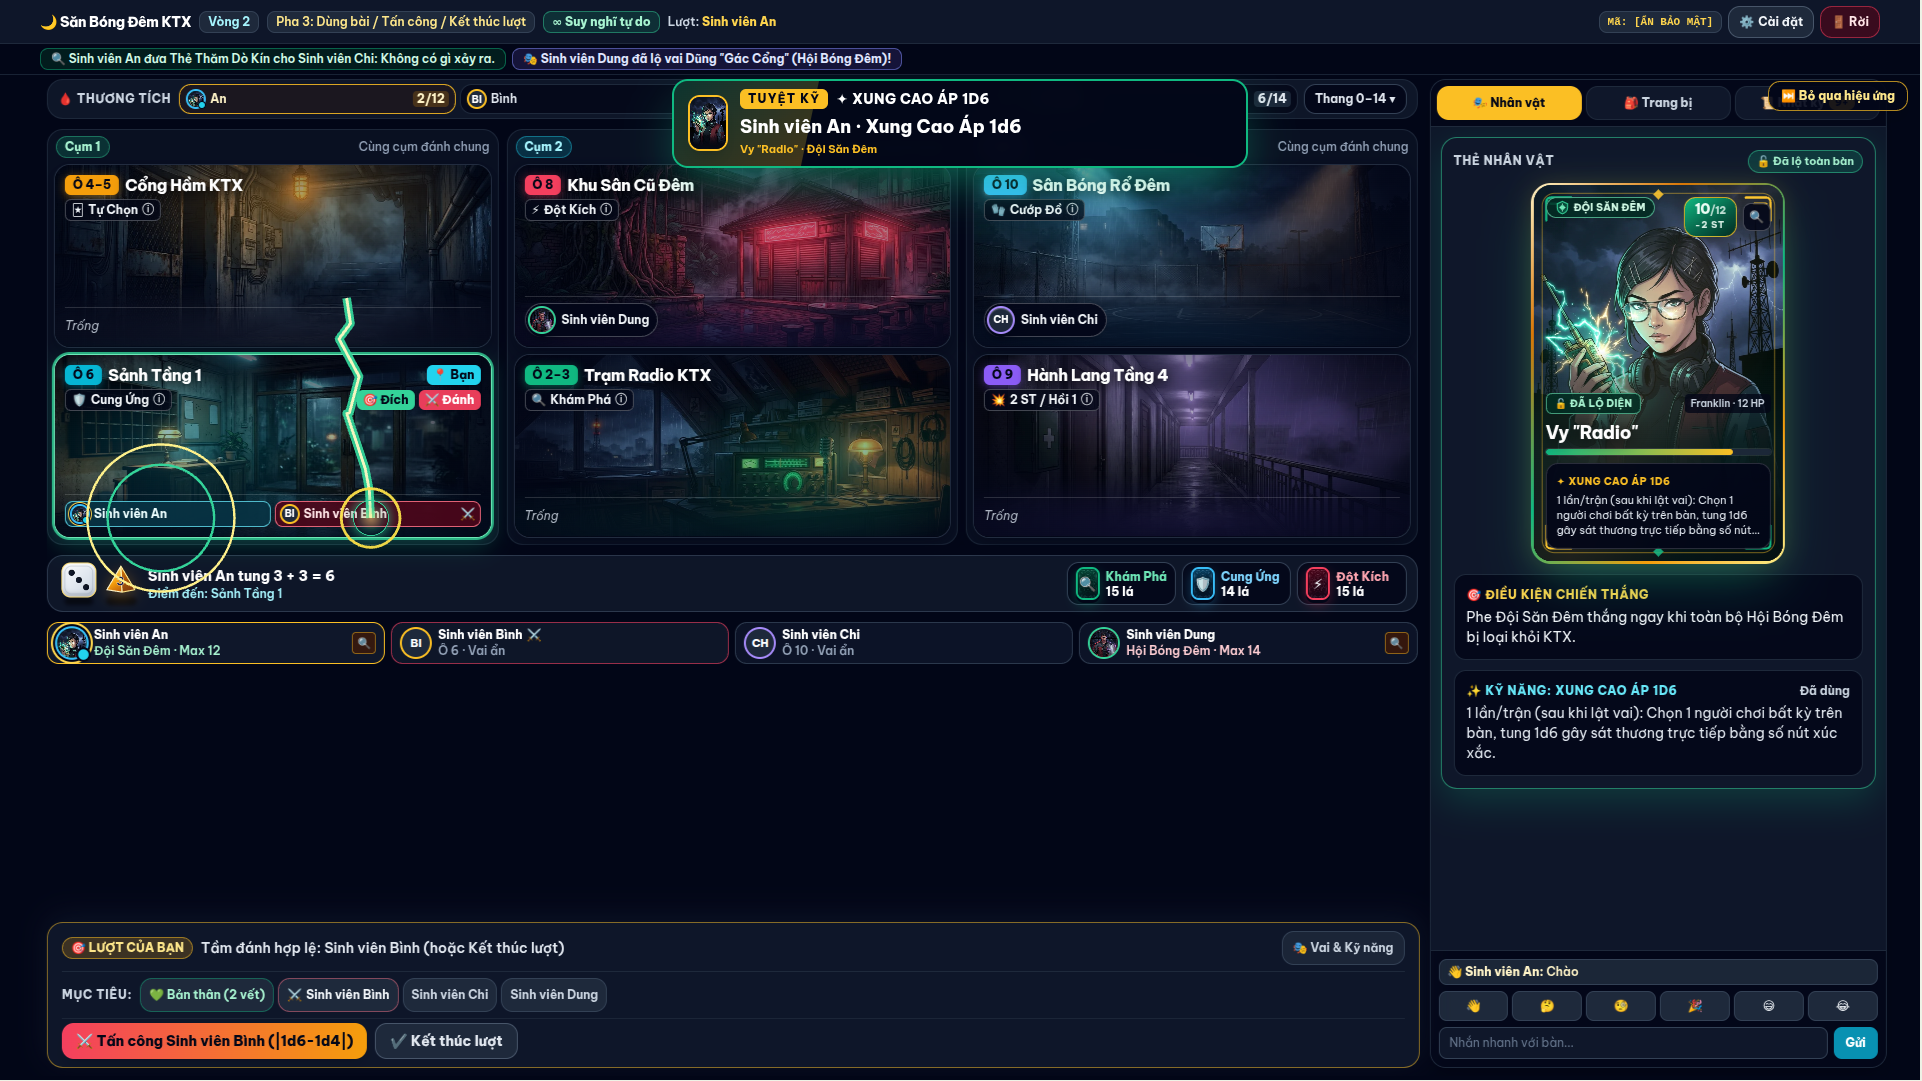 Săn Bóng Đêm KTX
Vòng 2
Pha 3: Dùng bài / Tấn công / Kết thúc lượt
∞ Suy nghĩ tự do
Lượt: Sinh viên An
Mã: [ẨN BẢO MẬT]
Cài đặt
Rời
Sinh viên An đưa Thẻ Thăm Dò Kín cho Sinh viên Chi: Không có gì xảy ra.
Sinh viên Dung đã lộ vai Dũng "Gác Cổng" (Hội Bóng Đêm)!
THƯƠNG TÍCH
An
2/12
BI
Bình
6/14
Thang 0–14 ▾
TUYỆT KỸ
✦ XUNG CAO ÁP 1D6
Sinh viên An · Xung Cao Áp 1d6
Vy "Radio" · Đội Săn Đêm
Cụm 1
Cùng cụm đánh chung
Ô 4–5
Cổng Hầm KTX
Tự Chọn ⓘ
Trống
Ô 6
Sảnh Tầng 1
Bạn
Cung Ứng ⓘ
Đích
Đánh
Sinh viên An
BI
Sinh viên Bình
Cụm 2
Ô 8
Khu Sân Cũ Đêm
Đột Kích ⓘ
Sinh viên Dung
Ô 2–3
Trạm Radio KTX
Khám Phá ⓘ
Trống
Cùng cụm đánh chung
Ô 10
Sân Bóng Rổ Đêm
Cướp Đồ ⓘ
CH
Sinh viên Chi
Ô 9
Hành Lang Tầng 4
2 ST / Hồi 1 ⓘ
Trống
Sinh viên An tung 3 + 3 = 6
Điểm đến: Sảnh Tầng 1
Khám Phá
15 lá
Cung Ứng
14 lá
Đột Kích
15 lá
Sinh viên An
Đội Săn Đêm · Max 12
BI
Sinh viên Bình
Ô 6 · Vai ẩn
CH
Sinh viên Chi
Ô 10 · Vai ẩn
Sinh viên Dung
Hội Bóng Đêm · Max 14
LƯỢT CỦA BẠN
Tầm đánh hợp lệ: Sinh viên Bình (hoặc Kết thúc lượt)
Vai & Kỹ năng
MỤC TIÊU:
Bản thân (2 vết)
Sinh viên Bình
Sinh viên Chi
Sinh viên Dung
Tấn công Sinh viên Bình (|1d6-1d4|)
Kết thúc lượt
Nhân vật
Trang bị
Bỏ qua hiệu ứng
THẺ NHÂN VẬT
Đã lộ toàn bàn
ĐỘI SĂN ĐÊM
10/12
-2 ST
ĐÃ LỘ DIỆN
Franklin · 12 HP
Vy "Radio"
✦ XUNG CAO ÁP 1D6
1 lần/trận (sau khi lật vai): Chọn 1
người chơi bất kỳ trên bàn, tung 1d6
gây sát thương trực tiếp bằng số nút...
ĐIỀU KIỆN CHIẾN THẮNG
Phe Đội Săn Đêm thắng ngay khi toàn bộ Hội Bóng Đêm
bị loại khỏi KTX.
KỸ NĂNG: XUNG CAO ÁP 1D6
Đã dùng
1 lần/trận (sau khi lật vai): Chọn 1 người chơi bất kỳ trên
bàn, tung 1d6 gây sát thương trực tiếp bằng số nút xúc
xắc.
Sinh viên An: Chào
Nhắn nhanh với bàn...
Gửi